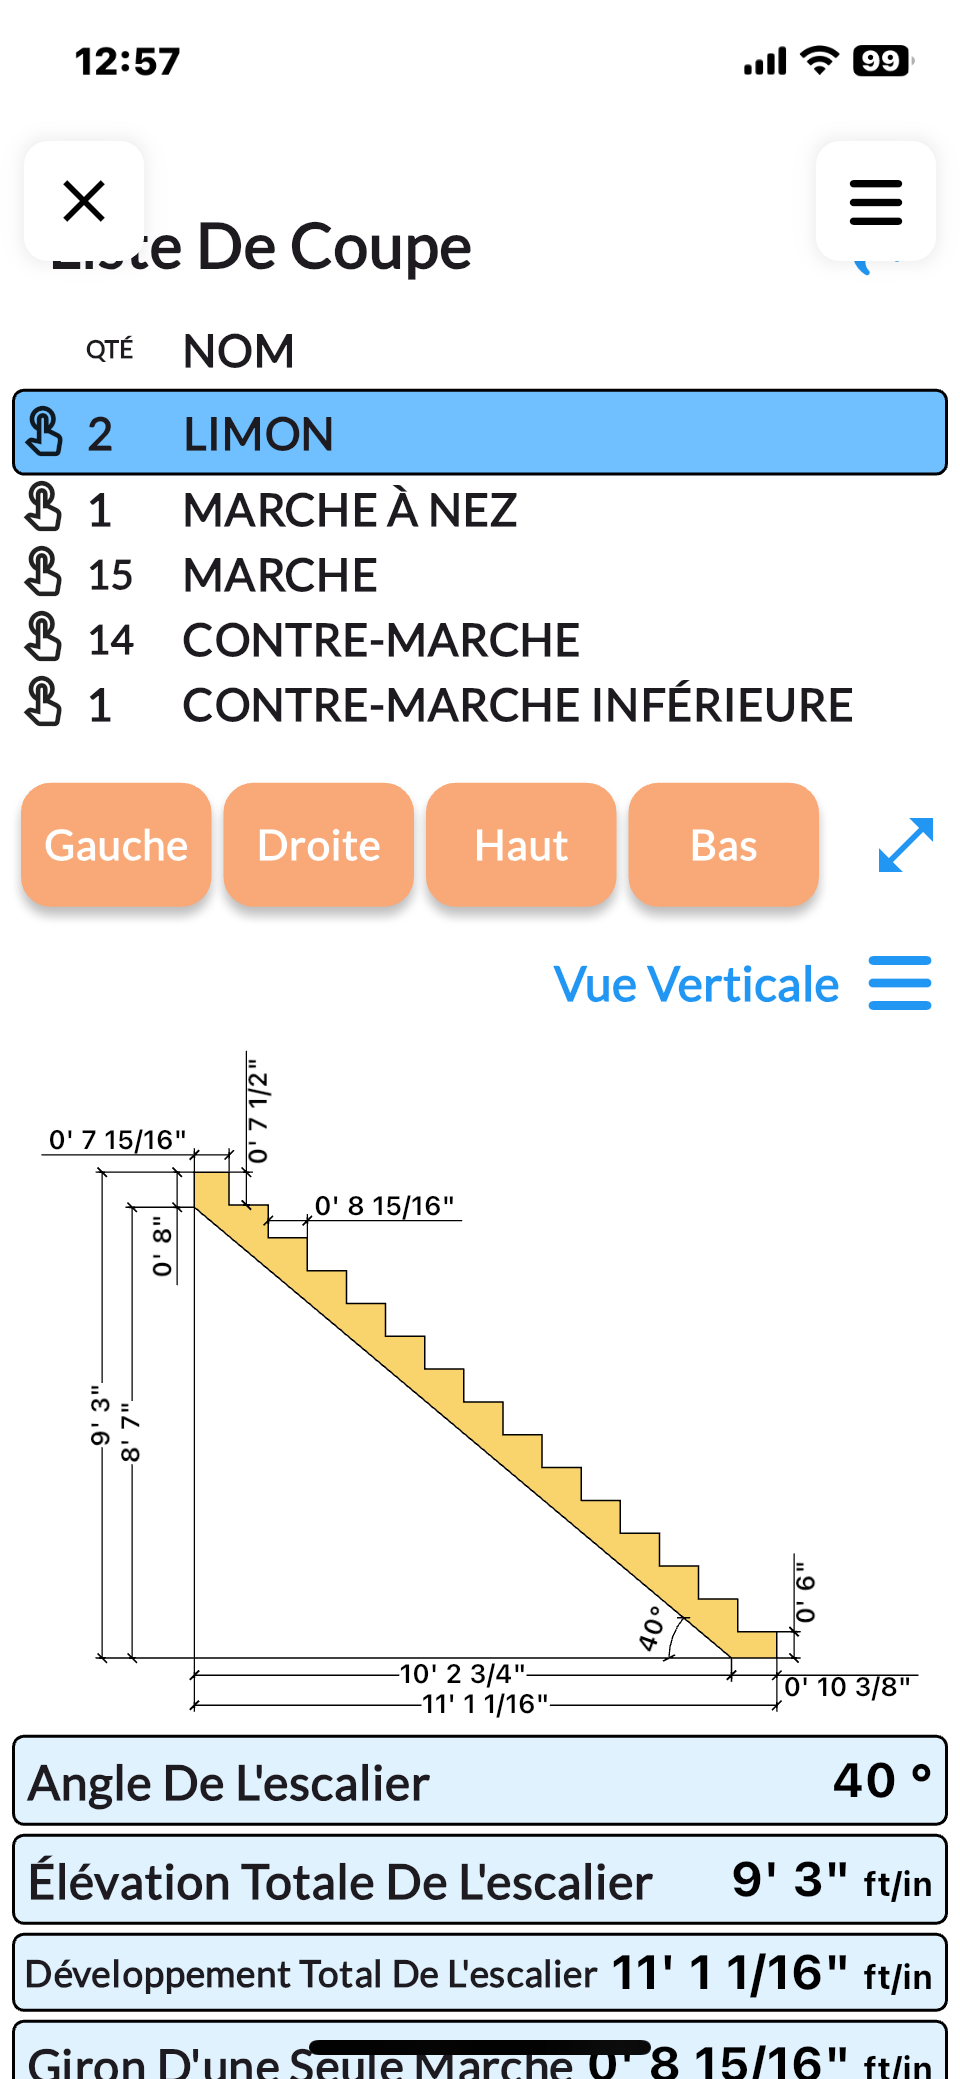 12:57
99
Liste De Coupe
QTÉ NOM
2 LIMON
1 MARCHE À NEZ
15 MARCHE
14 CONTRE-MARCHE
1 CONTRE-MARCHE INFÉRIEURE
Gauche Droite Haut Bas
Vue Verticale
0' 7 1/2"
0' 7 15/16"
0' 8 15/16"
0' 8"
9' 3"
8' 7"
0' 6"
40°
10' 2 3/4"
0' 10 3/8"
11' 1 1/16"
Angle De L'escalier 40 °
Élévation Totale De L'escalier 9' 3" ft/in
Développement Total De L'escalier 11' 1 1/16" ft/in
Giron D'une Seule Marche 0' 8 15/16" ft/in